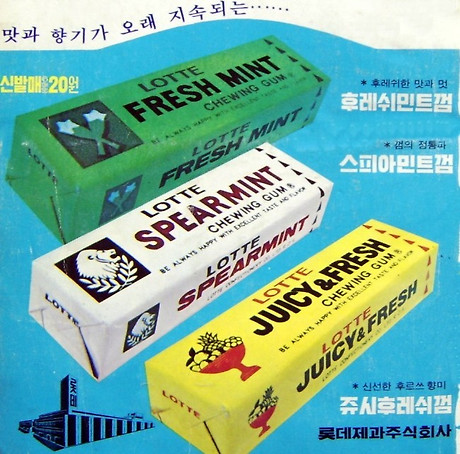 맛과 향기가 오래 지속되는……
신발매 20원
LOTTE
FRESH MINT
CHEWING GUM
BE ALWAYS HAPPY WITH EXCELLENT TASTE AND FLAVOR
LOTTE
FRESH MINT
* 후레쉬한 맛과 멋
후레쉬민트껌
* 껌의 정통파
스피아민트껌
LOTTE
SPEARMINT
CHEWING GUM ®
BE ALWAYS HAPPY WITH EXCELLENT TASTE AND FLAVOR
LOTTE
SPEARMINT
LOTTE
LOTTE
JUICY & FRESH
CHEWING GUM ®
BE ALWAYS HAPPY WITH EXCELLENT TASTE AND FLAVOR
LOTTE
JUICY & FRESH
LOTTE
롯데
* 신선한 후르쓰 향미
쥬시후레쉬껌
롯데제과주식회사